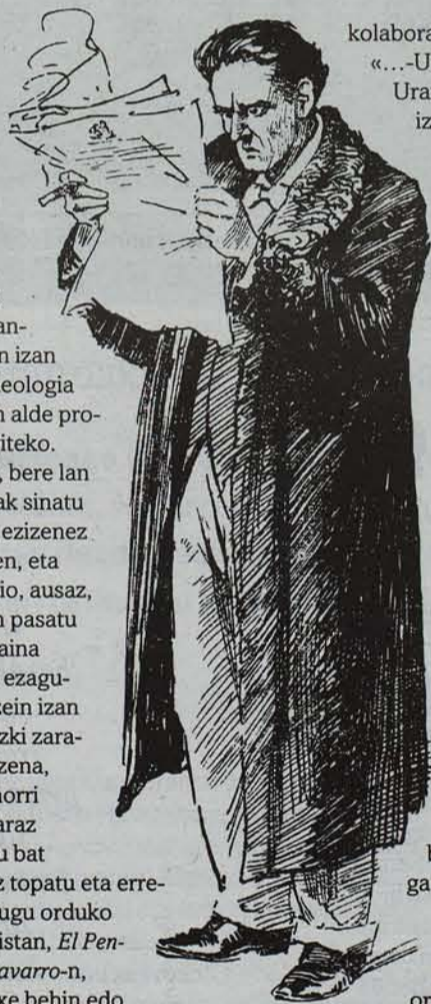 an-
n izan
eologia
n alde pro-
iteko.
, bere lan
ak sinatu
ezizenez
en, eta
io, ausaz,
n pasatu
aina
ezagu-
zein izan
zki zara-
zena,
horri
araz
u bat
z topatu eta erre-
ugu orduko
istan, El Pen-
avarro-n,
xe behin edo
kolabora
«…-U
Ura
iz
b
ga